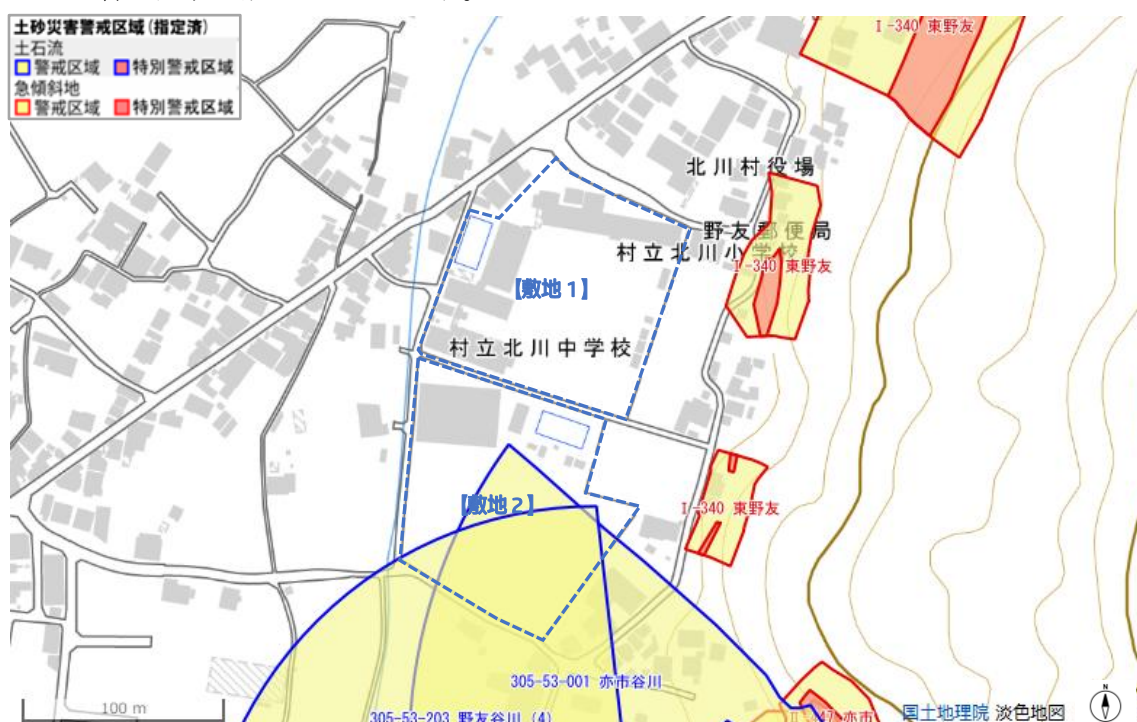 土砂災害警戒区域(指定済)
土石流
警戒区域 特別警戒区域
急傾斜地
警戒区域 特別警戒区域
I-340 東野友
北川村役場
野友郵便局
村立北川小学校
I-340 東野友
【敷地1】
村立北川中学校
【敷地2】
I-340 東野友
305-53-001 亦市谷川
305-53-203 野友谷川 (4)
100 m
亦市
国土地理院 淡色地図
N